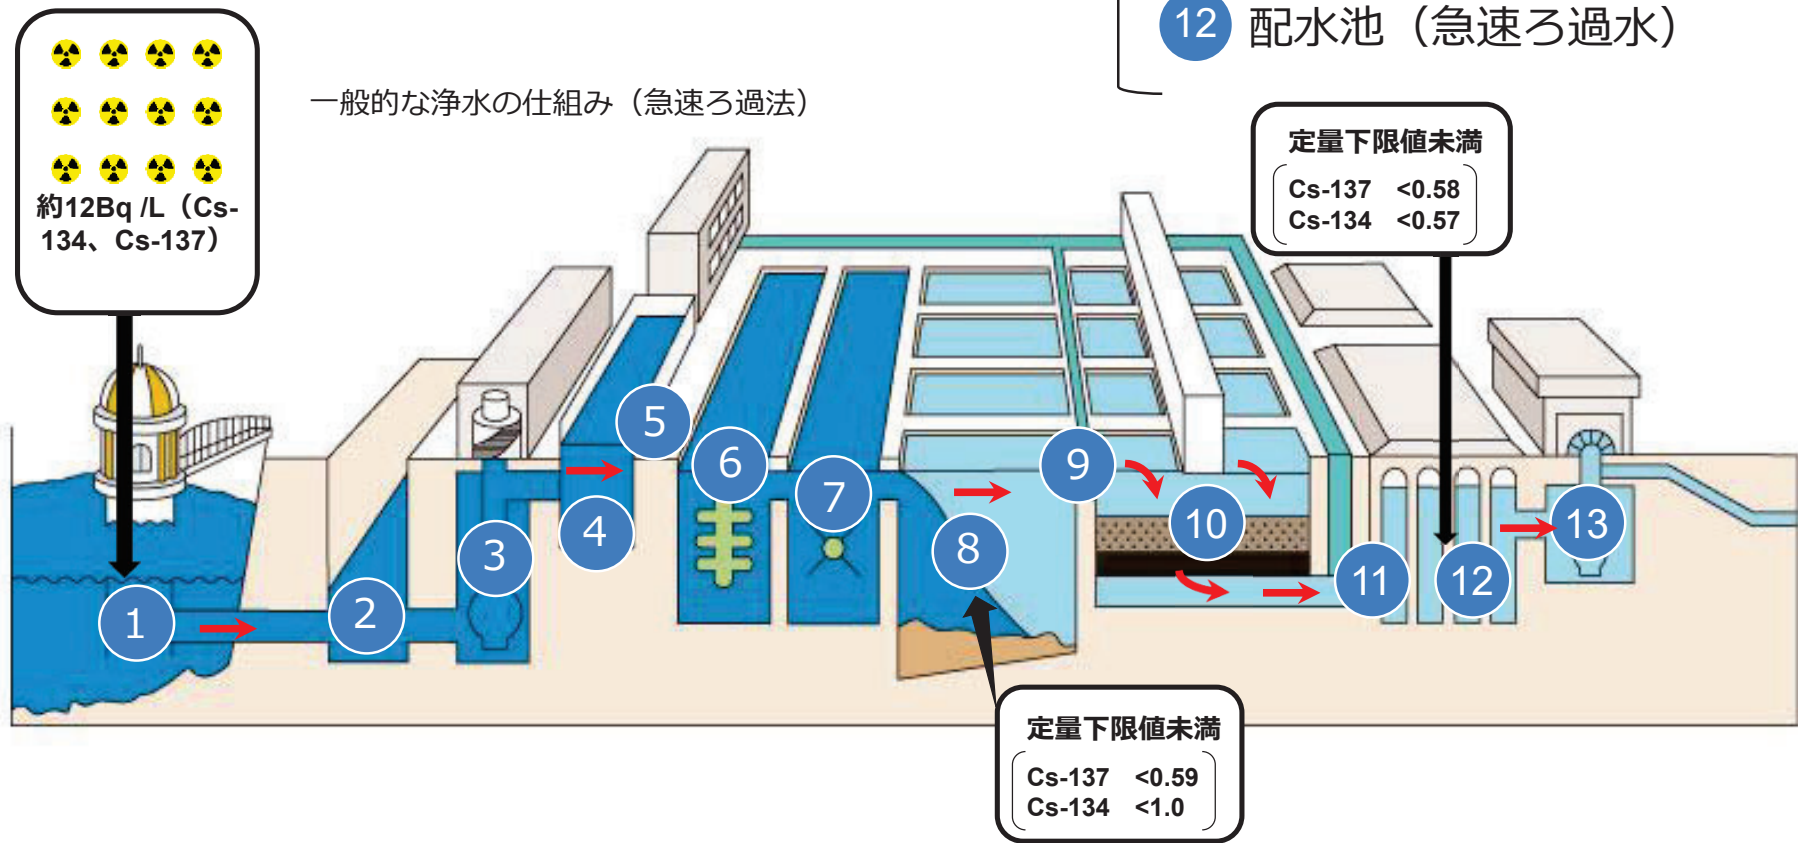 12 配水池（急速ろ過水）
一般的な浄水の仕組み（急速ろ過法）
約12Bq /L（Cs-
134、Cs-137）
定量下限値未満
Cs-137 <0.58
Cs-134 <0.57
1
2
3
4
5
6
7
8
9
10
11
12
13
定量下限値未満
Cs-137 <0.59
Cs-134 <1.0